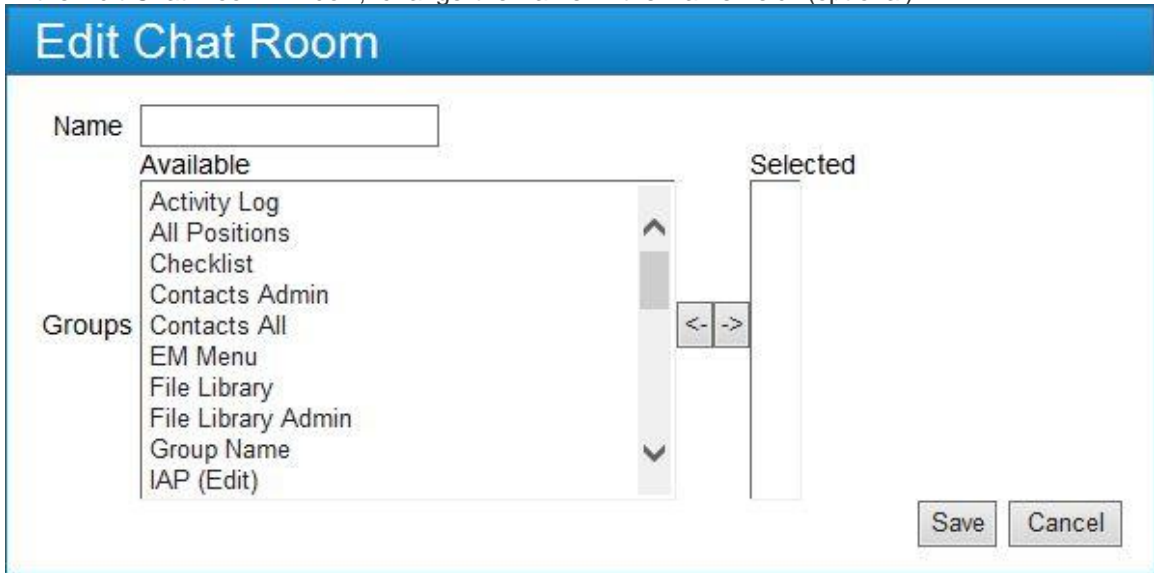 Edit Chat Room
Name
Available
Selected
Activity Log
All Positions
Checklist
Contacts Admin
Groups
Contacts All
<-
->
EM Menu
File Library
File Library Admin
Group Name
IAP (Edit)
Save
Cancel